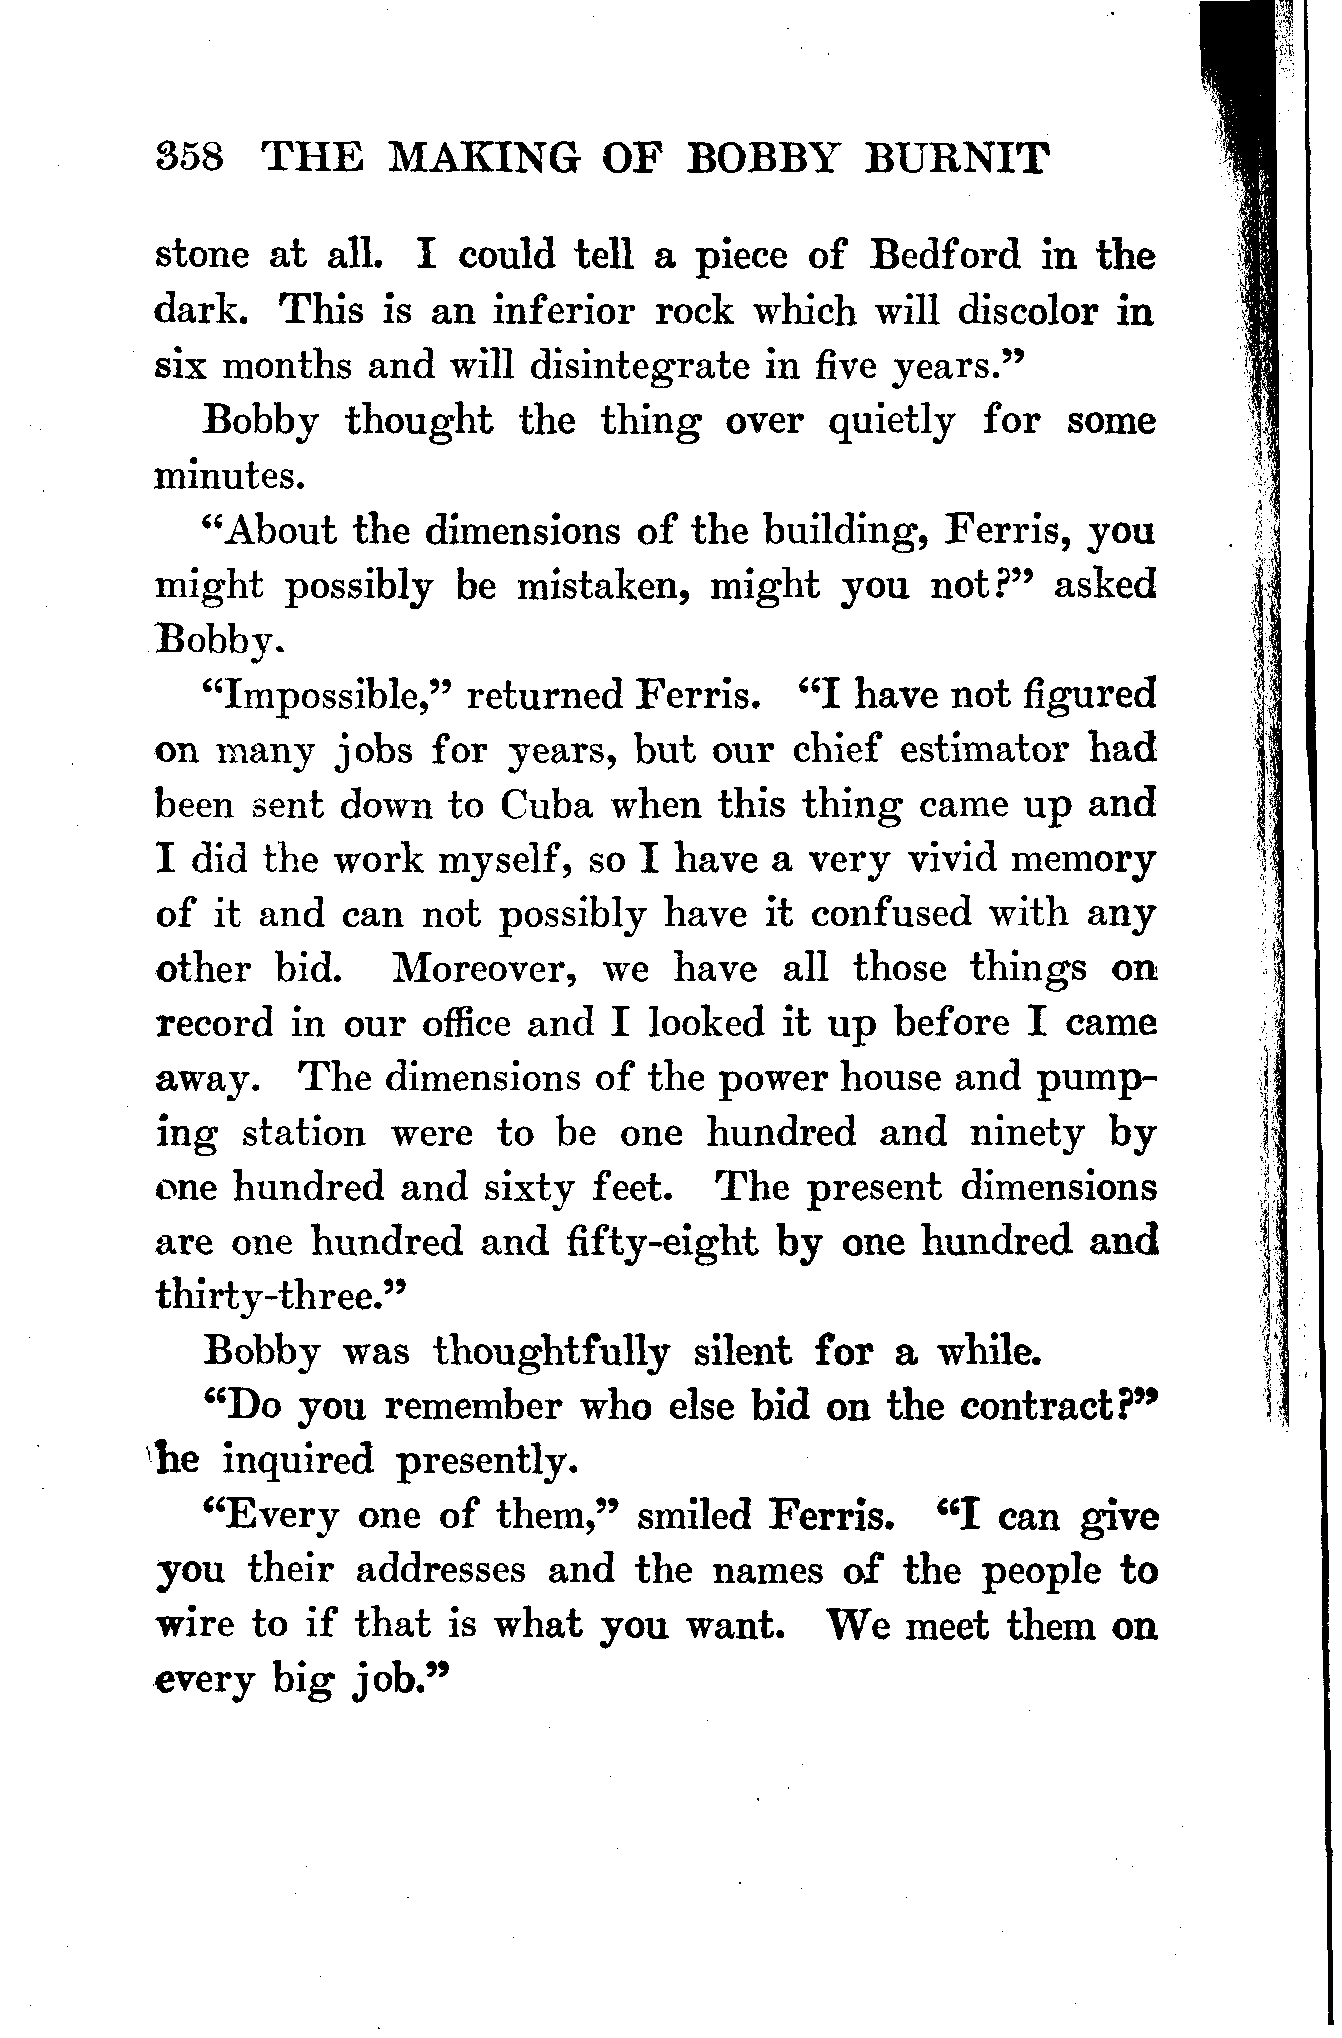 358 THE MAKING OF BOBBY BURNIT
stone at all. I could tell a piece of Bedford in the
dark. This is an inferior rock which will discolor in
six months and will disintegrate in five years.”
Bobby thought the thing over quietly for some
minutes.
“About the dimensions of the building, Ferris, you
might possibly be mistaken, might you not?” asked
Bobby.
“Impossible,” returned Ferris. “I have not figured
on many jobs for years, but our chief estimator had
been sent down to Cuba when this thing came up and
I did the work myself, so I have a very vivid memory
of it and can not possibly have it confused with any
other bid. Moreover, we have all those things on
record in our office and I looked it up before I came
away. The dimensions of the power house and pump-
ing station were to be one hundred and ninety by
one hundred and sixty feet. The present dimensions
are one hundred and fifty-eight by one hundred and
thirty-three.”
Bobby was thoughtfully silent for a while.
“Do you remember who else bid on the contract?”
he inquired presently.
“Every one of them,” smiled Ferris. “I can give
you their addresses and the names of the people to
wire to if that is what you want. We meet them on
every big job.”